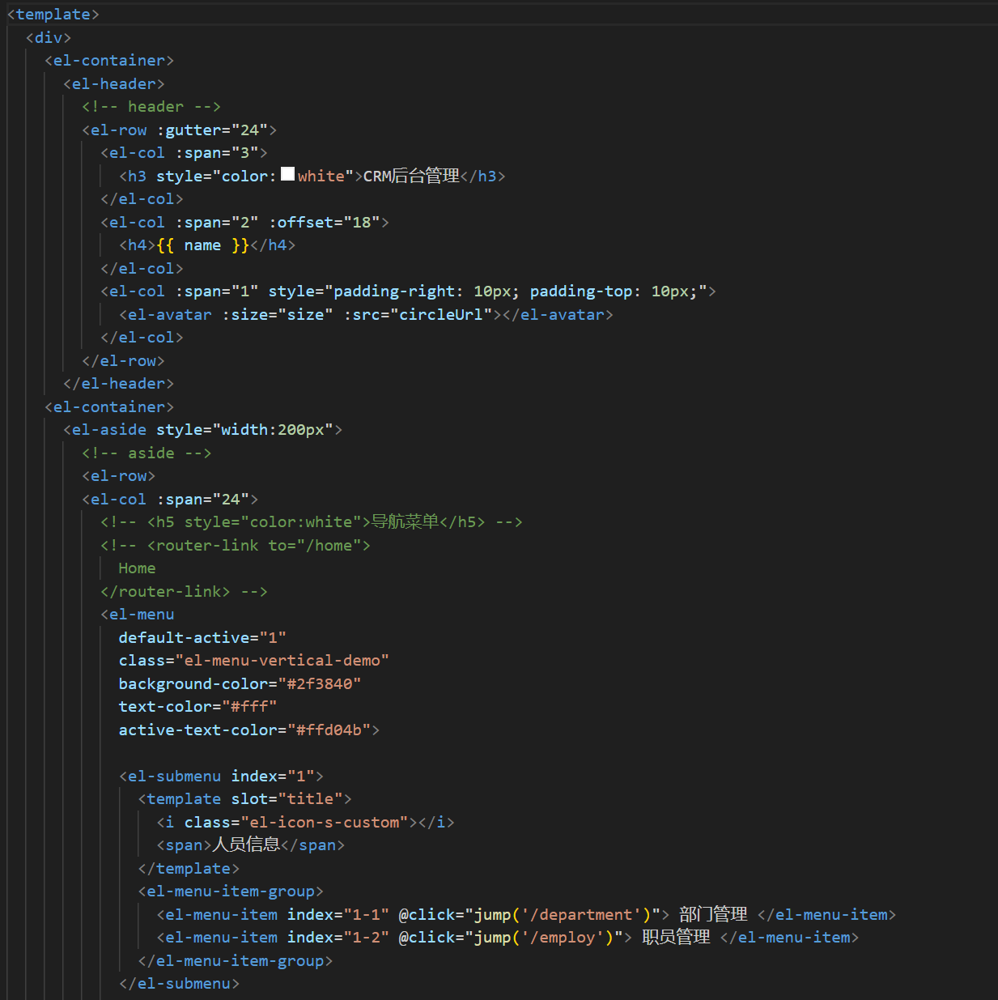 <template>
<div>
<el-container>
<el-header>
<!-- header -->
<el-row :gutter="24">
<el-col :span="3">
<h3 style="color:white">CRM后台管理</h3>
</el-col>
<el-col :span="2" :offset="18">
<h4>{{ name }}</h4>
</el-col>
<el-col :span="1" style="padding-right: 10px; padding-top: 10px;">
<el-avatar :size="size" :src="circleUrl"></el-avatar>
</el-col>
</el-row>
</el-header>
<el-container>
<el-aside style="width:200px">
<!-- aside -->
<el-row>
<el-col :span="24">
<!-- <h5 style="color:white">导航菜单</h5> -->
<!-- <router-link to="/home">
Home
</router-link> -->
<el-menu
default-active="1"
class="el-menu-vertical-demo"
background-color="#2f3840"
text-color="#fff"
active-text-color="#ffd04b">
<el-submenu index="1">
<template slot="title">
<i class="el-icon-s-custom"></i>
<span>人员信息</span>
</template>
<el-menu-item-group>
<el-menu-item index="1-1" @click="jump('/department')"> 部门管理 </el-menu-item>
<el-menu-item index="1-2" @click="jump('/employ')"> 职员管理 </el-menu-item>
</el-menu-item-group>
</el-submenu>